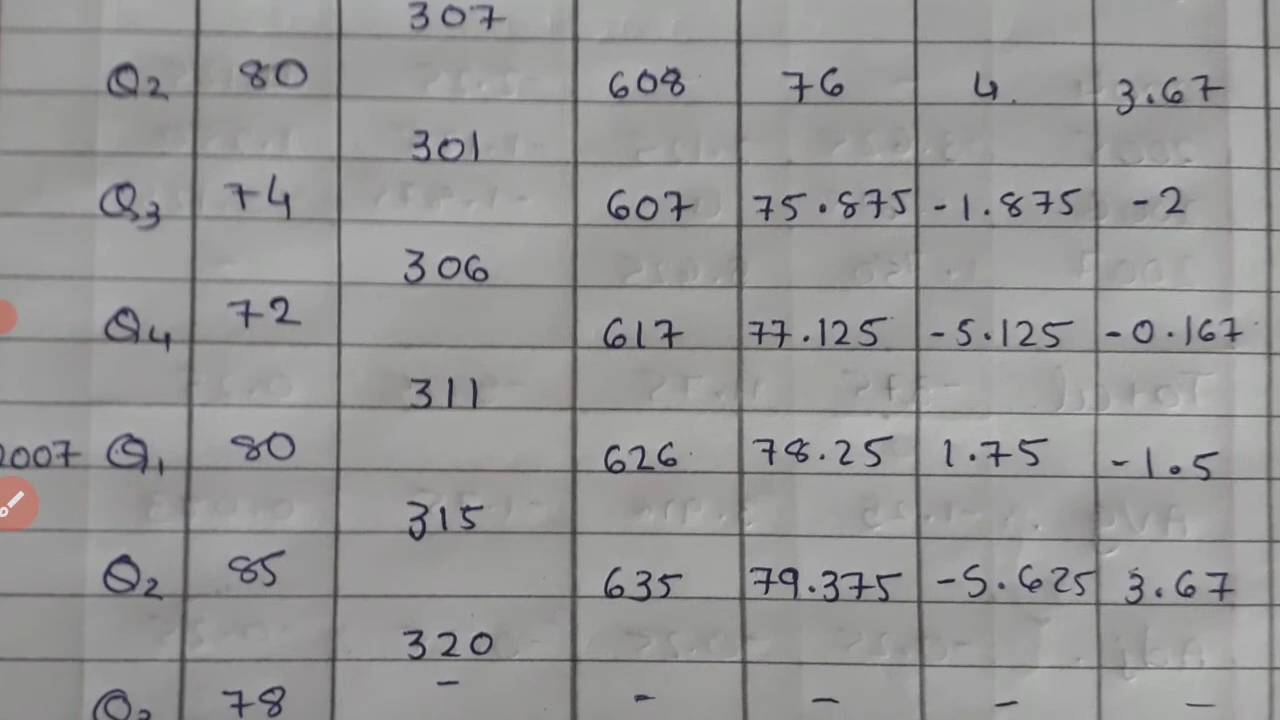 307
Q2 80 608 76 4. 3.67
301
Q3 74 607 75.875 -1.875 -2
306
Q4 72 617 77.125 -5.125 -0.167
311
2007 Q1 80 626 78.25 1.75 -1.5
315
Q2 85 635 79.375 -5.625 3.67
320
Q3 78 - - - - -